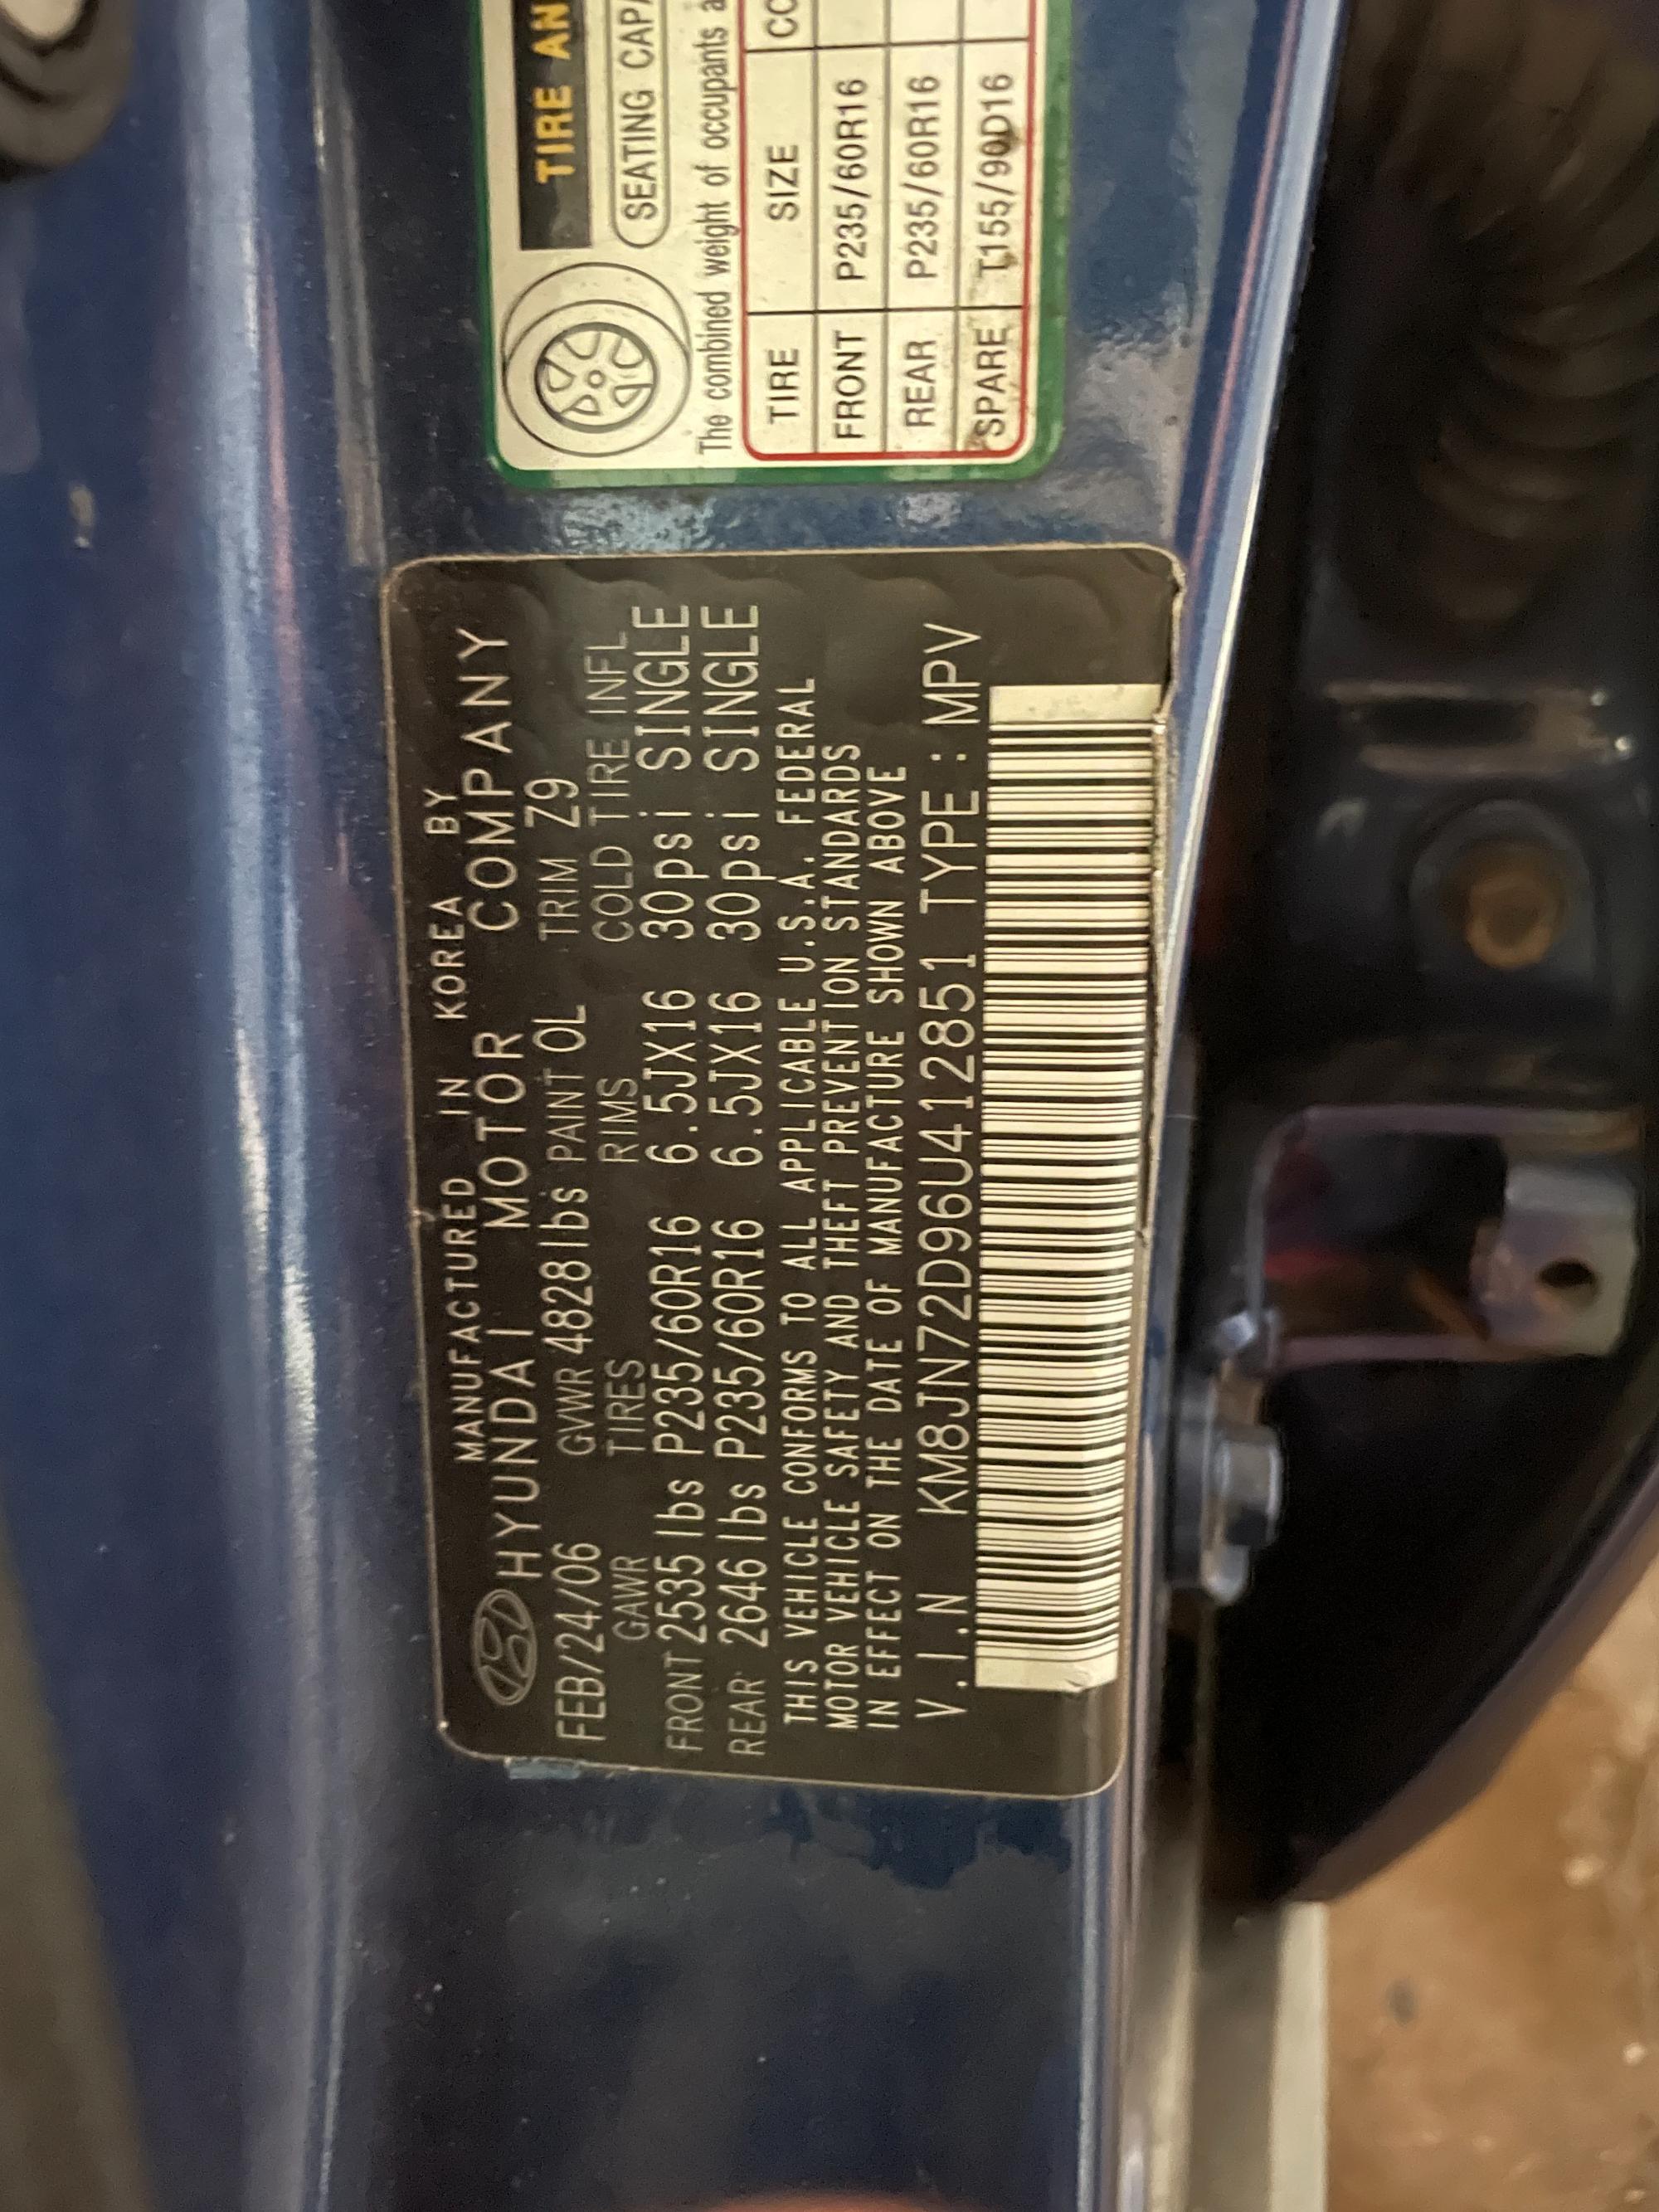 MANUFACTURED IN KOREA BY
HYUNDAI MOTOR COMPANY
FEB/24/06 GVWR 4828lbs PAINT OL TRIM Z9
GAWR TIRES RIMS COLD TIRE INFL
FRONT 2535 lbs P235/60R16 6.5JX16 30psi SINGLE
REAR 2646 lbs P235/60R16 6.5JX16 30psi SINGLE
THIS VEHICLE CONFORMS TO ALL APPLICABLE U.S.A. FEDERAL
MOTOR VEHICLE SAFETY AND THEFT PREVENTION STANDARDS
IN EFFECT ON THE DATE OF MANUFACTURE SHOWN ABOVE
V.I.N KM8JN72D96U412851 TYPE : MPV
TIRE AN
SEATING CAPA
The combined weight of occupants a
TIRE SIZE CO
FRONT P235/60R16
REAR P235/60R16
SPARE T155/90D16